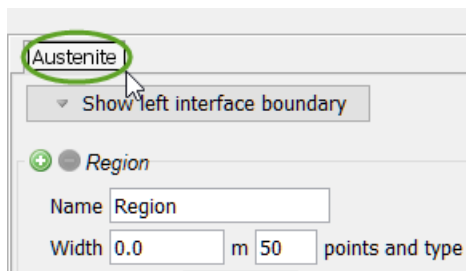 Austenite
Show left interface boundary
Region
Name Region
Width 0.0 m 50 points and type